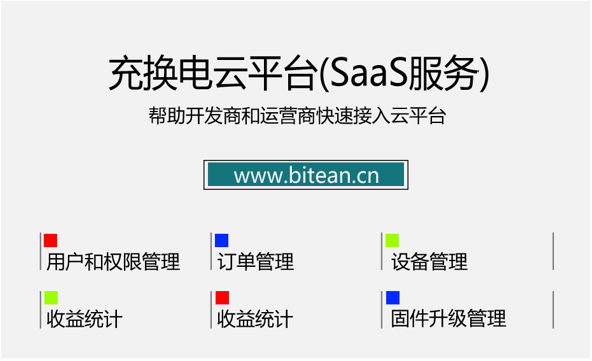 充换电云平台(SaaS服务)
帮助开发商和运营商快速接入云平台
www.bitean.cn
用户和权限管理 订单管理 设备管理
收益统计 收益统计 固件升级管理